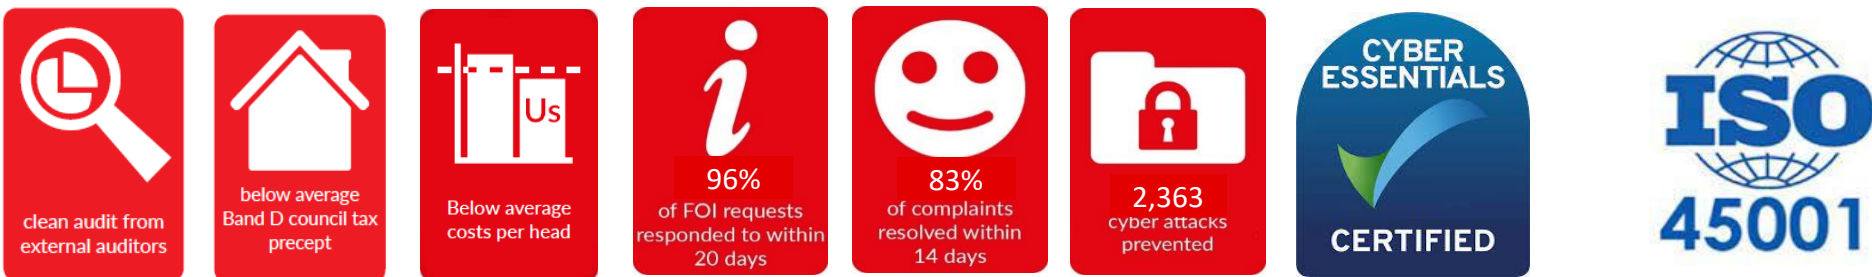 clean audit from
external auditors
below average
Band D council tax
precept
Us
Below average
costs per head
96%
of FOI requests
responded to within
20 days
83%
of complaints
resolved within
14 days
2,363
cyber attacks
prevented
CYBER
ESSENTIALS
CERTIFIED
ISO
45001